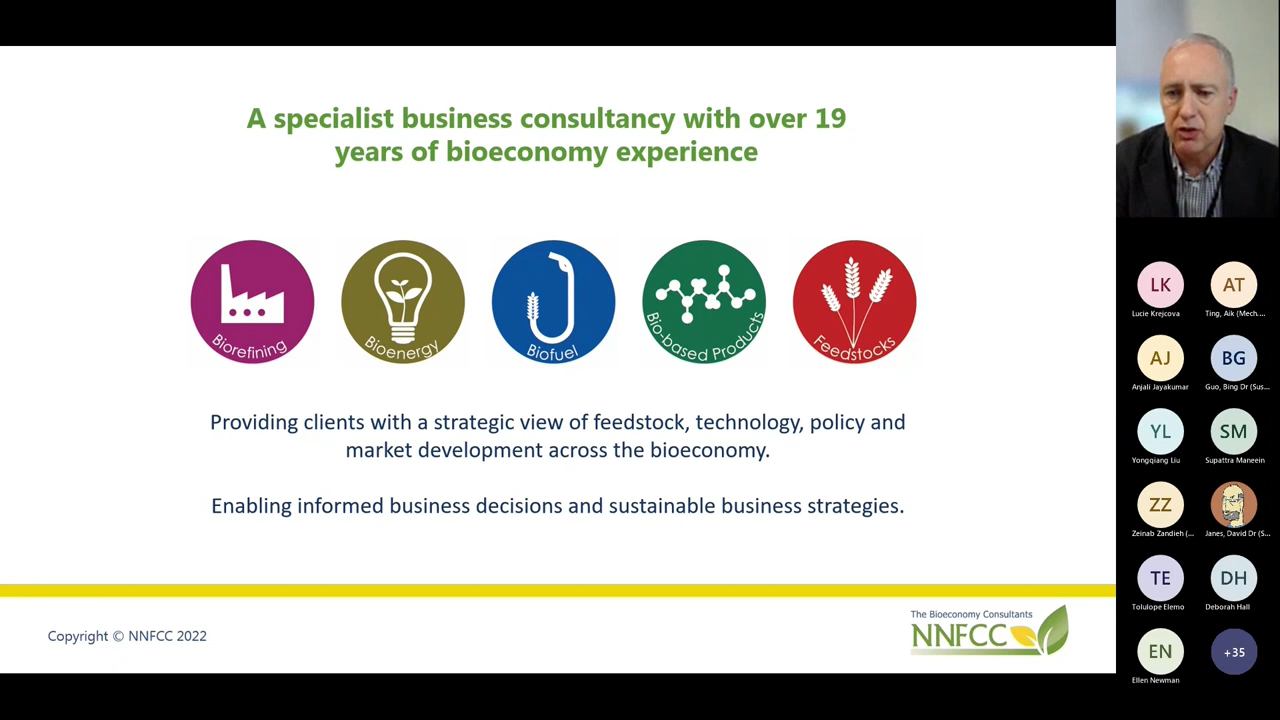 A specialist business consultancy with over 19
years of bioeconomy experience
Biorefining
Bioenergy
Biofuel
Bio-based Products
Feedstocks
Providing clients with a strategic view of feedstock, technology, policy and
market development across the bioeconomy.
Enabling informed business decisions and sustainable business strategies.
Copyright © NNFCC 2022
The Bioeconomy Consultants
NNFCC
LK
AT
Lucie Krejcova
Ting, Aik (Mech....
AJ
BG
Anjali Jayakumar
Guo, Bing Dr (Sus...
YL
SM
Yongqiang Liu
Supattra Maneein
ZZ
Zeinab Zandieh (...
Janes, David Dr (S...
TE
DH
Tolulope Elemo
Deborah Hall
EN
+35
Ellen Newman